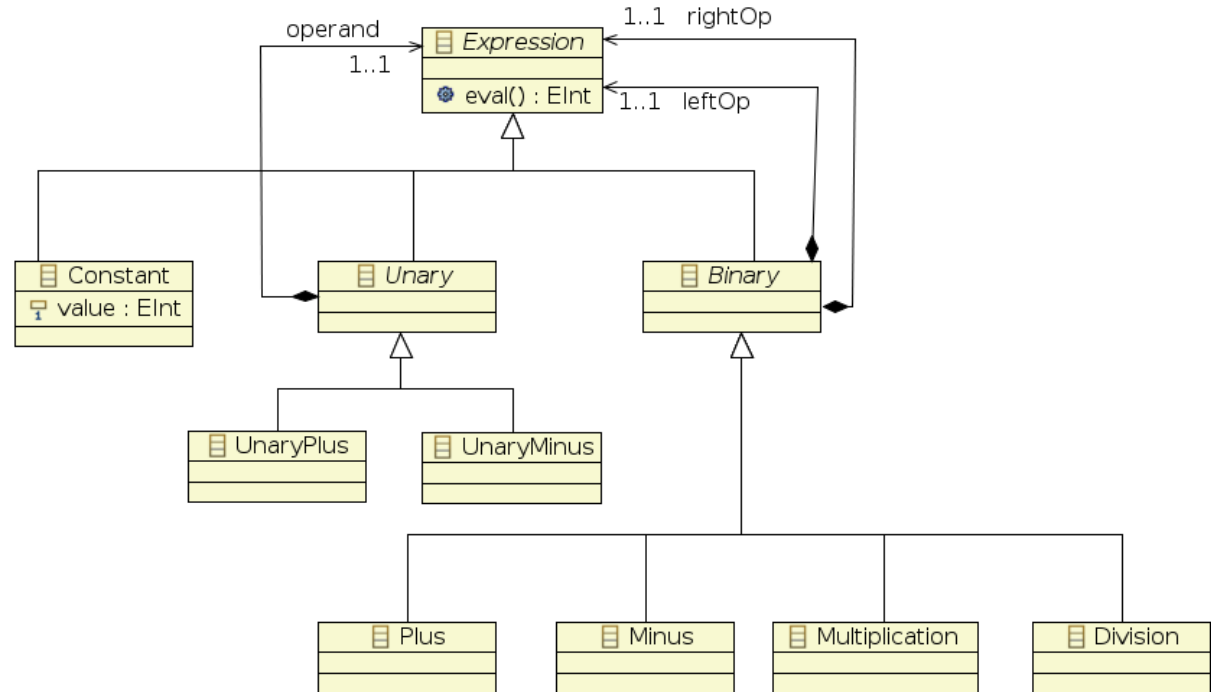 operand
1..1
Expression
eval() : EInt
1..1 rightOp
1..1 leftOp
Constant
value : EInt
Unary
Binary
UnaryPlus
UnaryMinus
Plus
Minus
Multiplication
Division